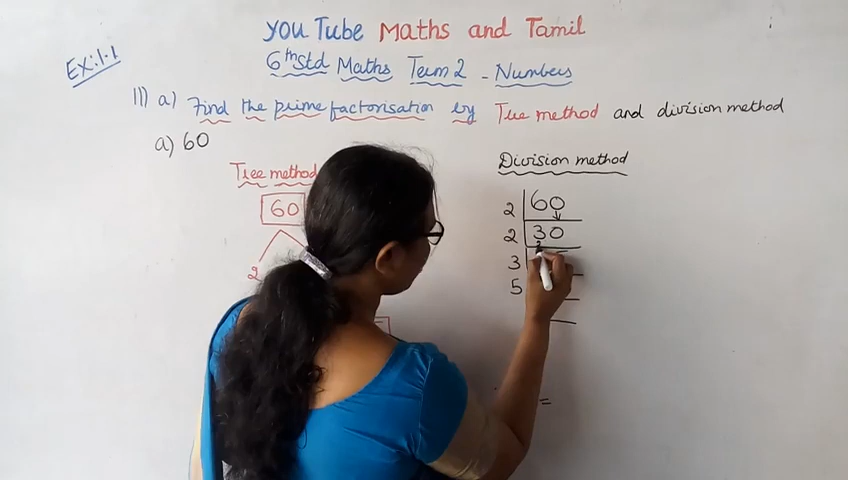 YouTube Maths and Tamil
6th std Maths Term 2 - Numbers
Ex:1.1
11) a) Find the prime factorisation by Tree method and division method
a) 60
Tree method
60
2
Division method
2 60
2 30
3
5
=